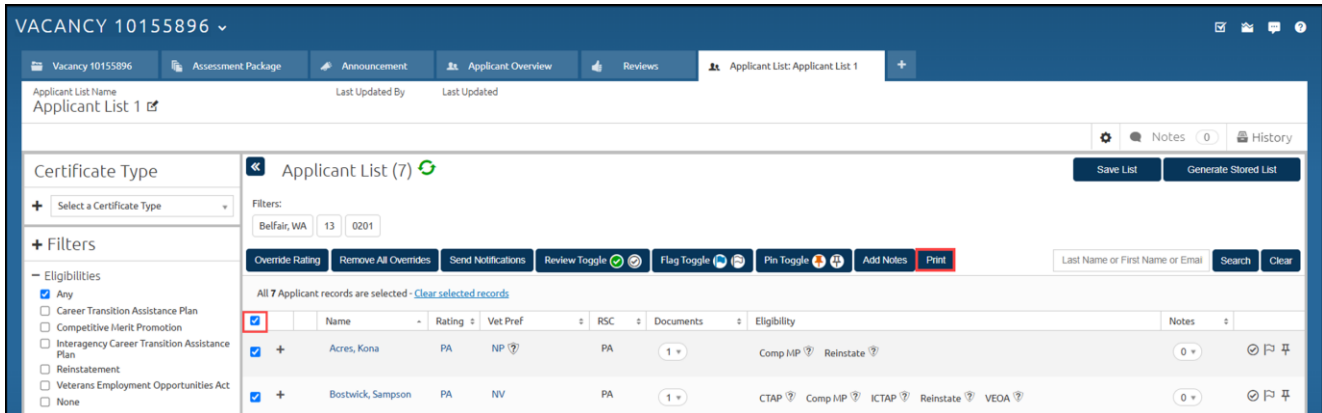 VACANCY 10155896
Vacancy 10155896 Assessment Package Announcement Applicant Overview Reviews Applicant List: Applicant List 1 +
Applicant List Name Last Updated By Last Updated
Applicant List 1
Notes 0 History
Certificate Type
+ Select a Certificate Type
+ Filters
− Eligibilities
Any
Career Transition Assistance Plan
Competitive Merit Promotion
Interagency Career Transition Assistance
Plan
Reinstatement
Veterans Employment Opportunities Act
None
« Applicant List (7)
Save List Generate Stored List
Filters:
Belfair, WA 13 0201
Override Rating Remove All Overrides Send Notifications Review Toggle Flag Toggle Pin Toggle Add Notes Print Last Name or First Name or Emai Search Clear
All 7 Applicant records are selected - Clear selected records
Name Rating Vet Pref RSC Documents Eligibility Notes
+ Acres, Kona PA NP ? PA 1 Comp MP ? Reinstate ? 0
+ Bostwick, Sampson PA NV PA 1 CTAP ? Comp MP ? ICTAP ? Reinstate ? VEOA ? 0